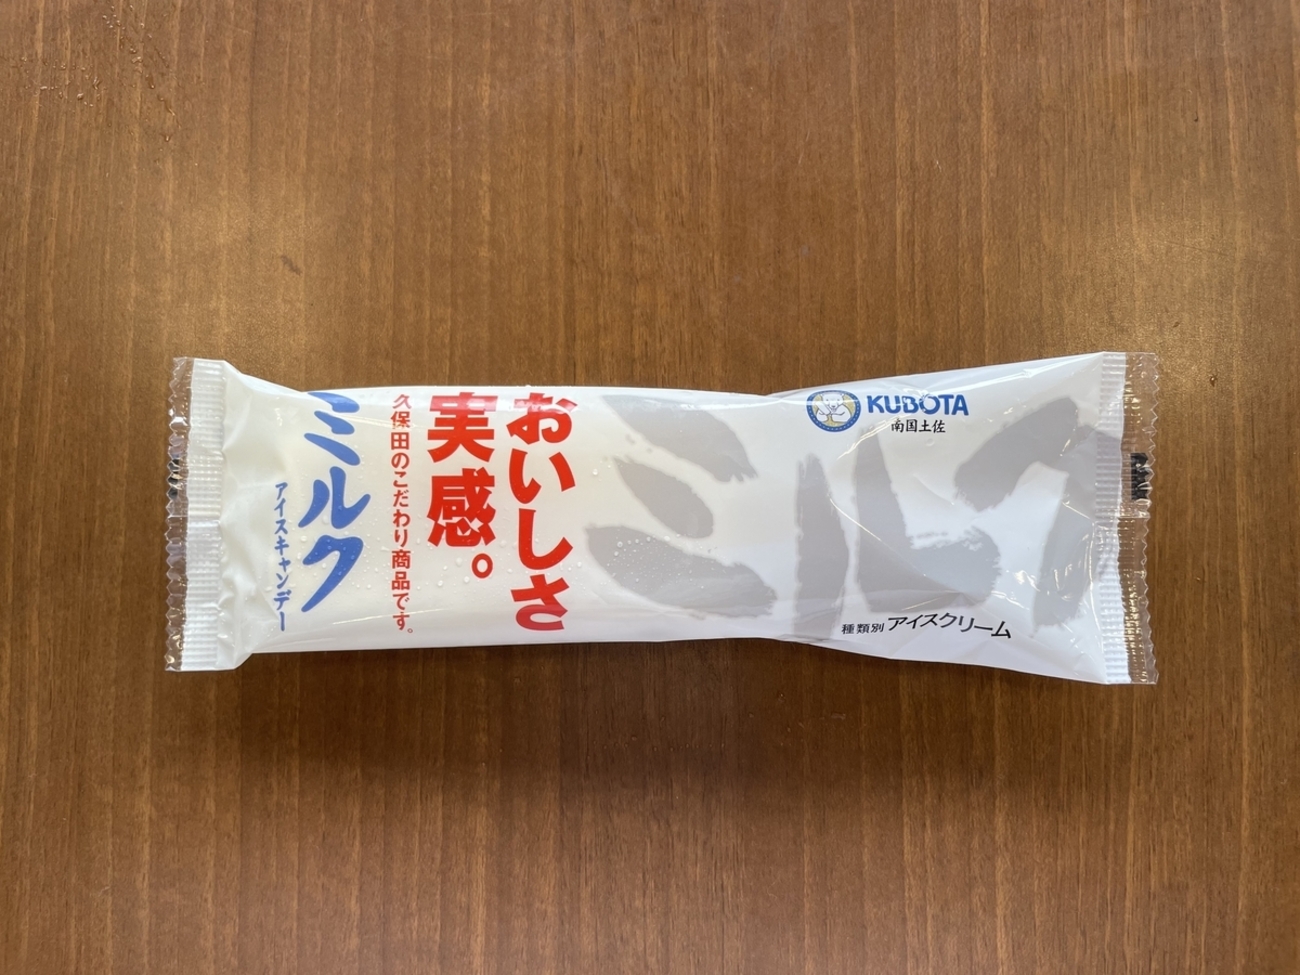 おいしさ
実感。
久保田のこだわり商品です。
ミルク
アイスキャンデー
ミルク
KUBOTA
南国土佐
種類別 アイスクリーム